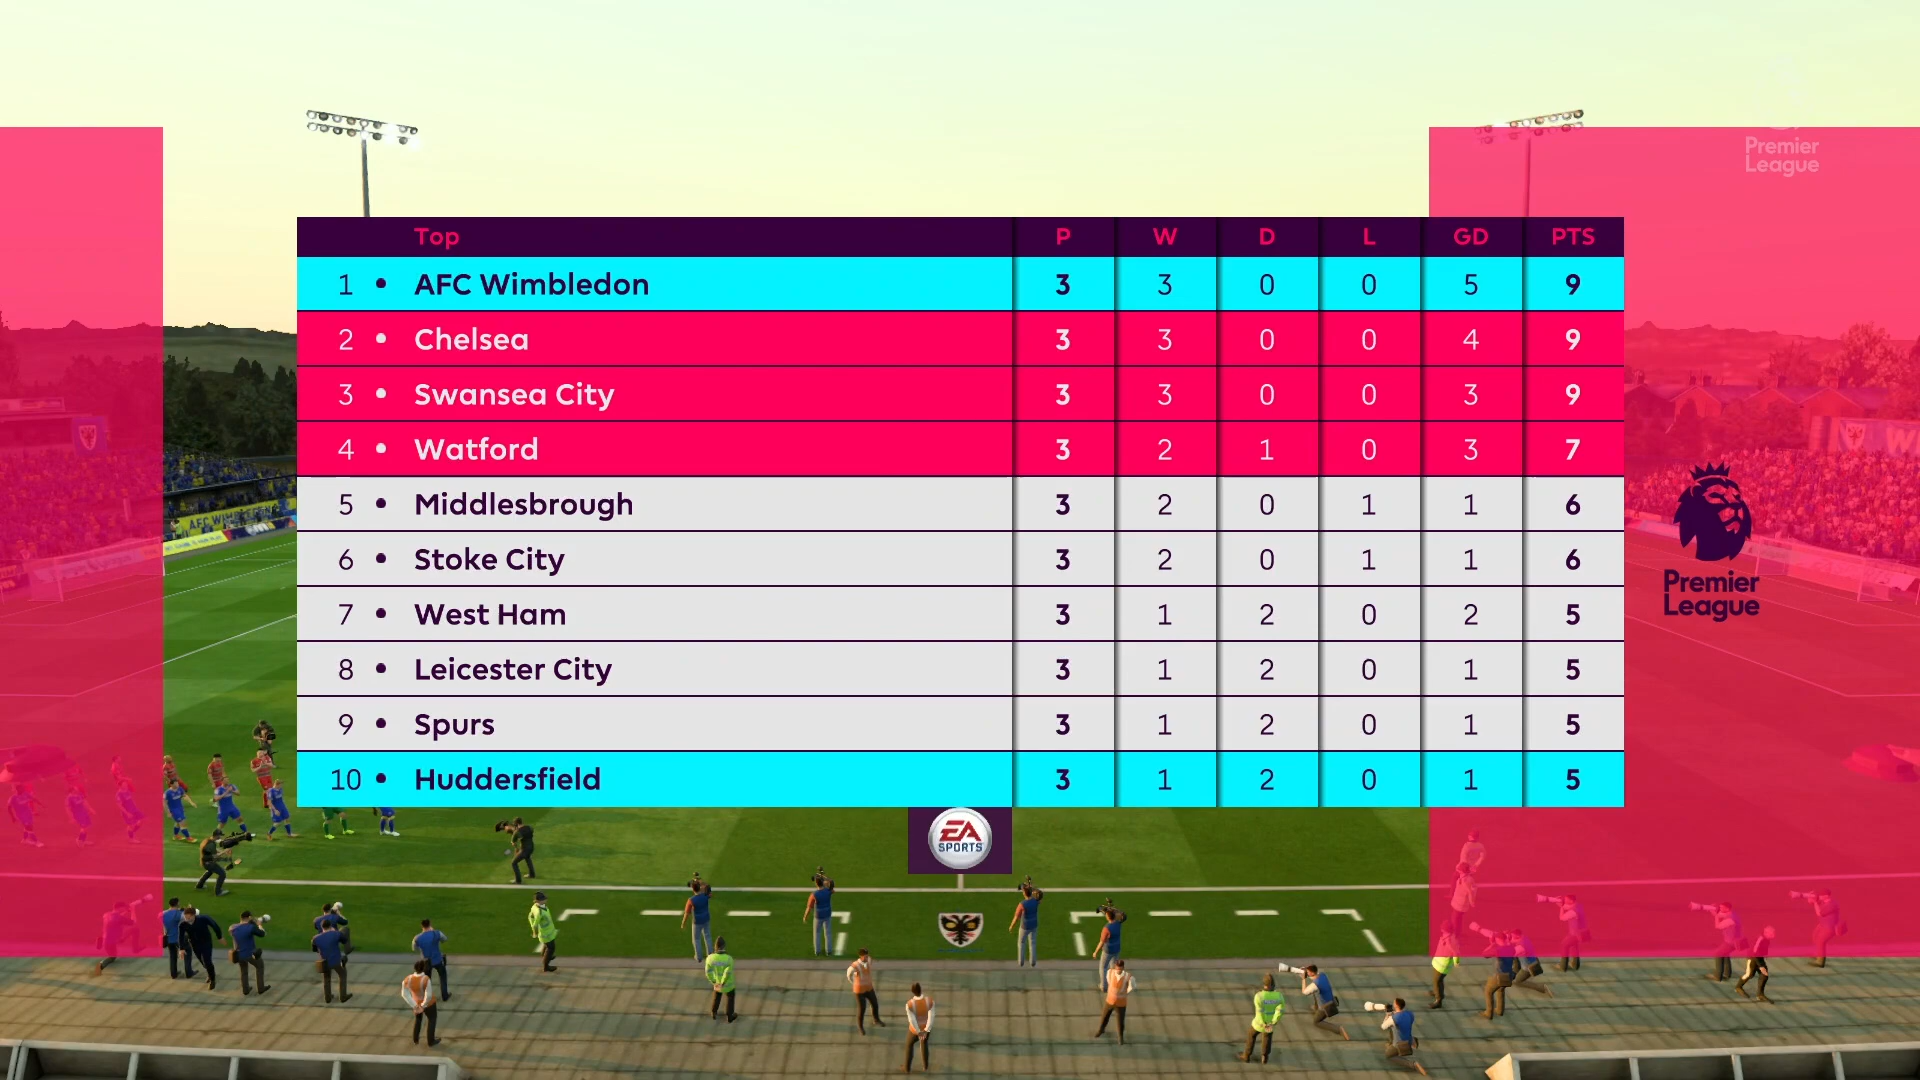 Premier
League
Top P W D L GD PTS
1 • AFC Wimbledon 3 3 0 0 5 9
2 • Chelsea 3 3 0 0 4 9
3 • Swansea City 3 3 0 0 3 9
4 • Watford 3 2 1 0 3 7
5 • Middlesbrough 3 2 0 1 1 6
6 • Stoke City 3 2 0 1 1 6
7 • West Ham 3 1 2 0 2 5
8 • Leicester City 3 1 2 0 1 5
9 • Spurs 3 1 2 0 1 5
10 • Huddersfield 3 1 2 0 1 5
AFC WIMBLEDON
Premier
League
EA
SPORTS